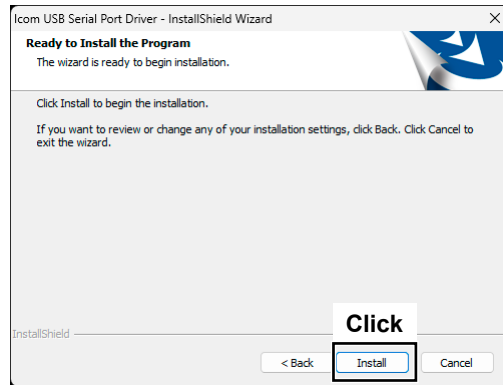 Icom USB Serial Port Driver - InstallShield Wizard
Ready to Install the Program
The wizard is ready to begin installation.
Click Install to begin the installation.
If you want to review or change any of your installation settings, click Back. Click Cancel to
exit the wizard.
Click
InstallShield
< Back Install Cancel